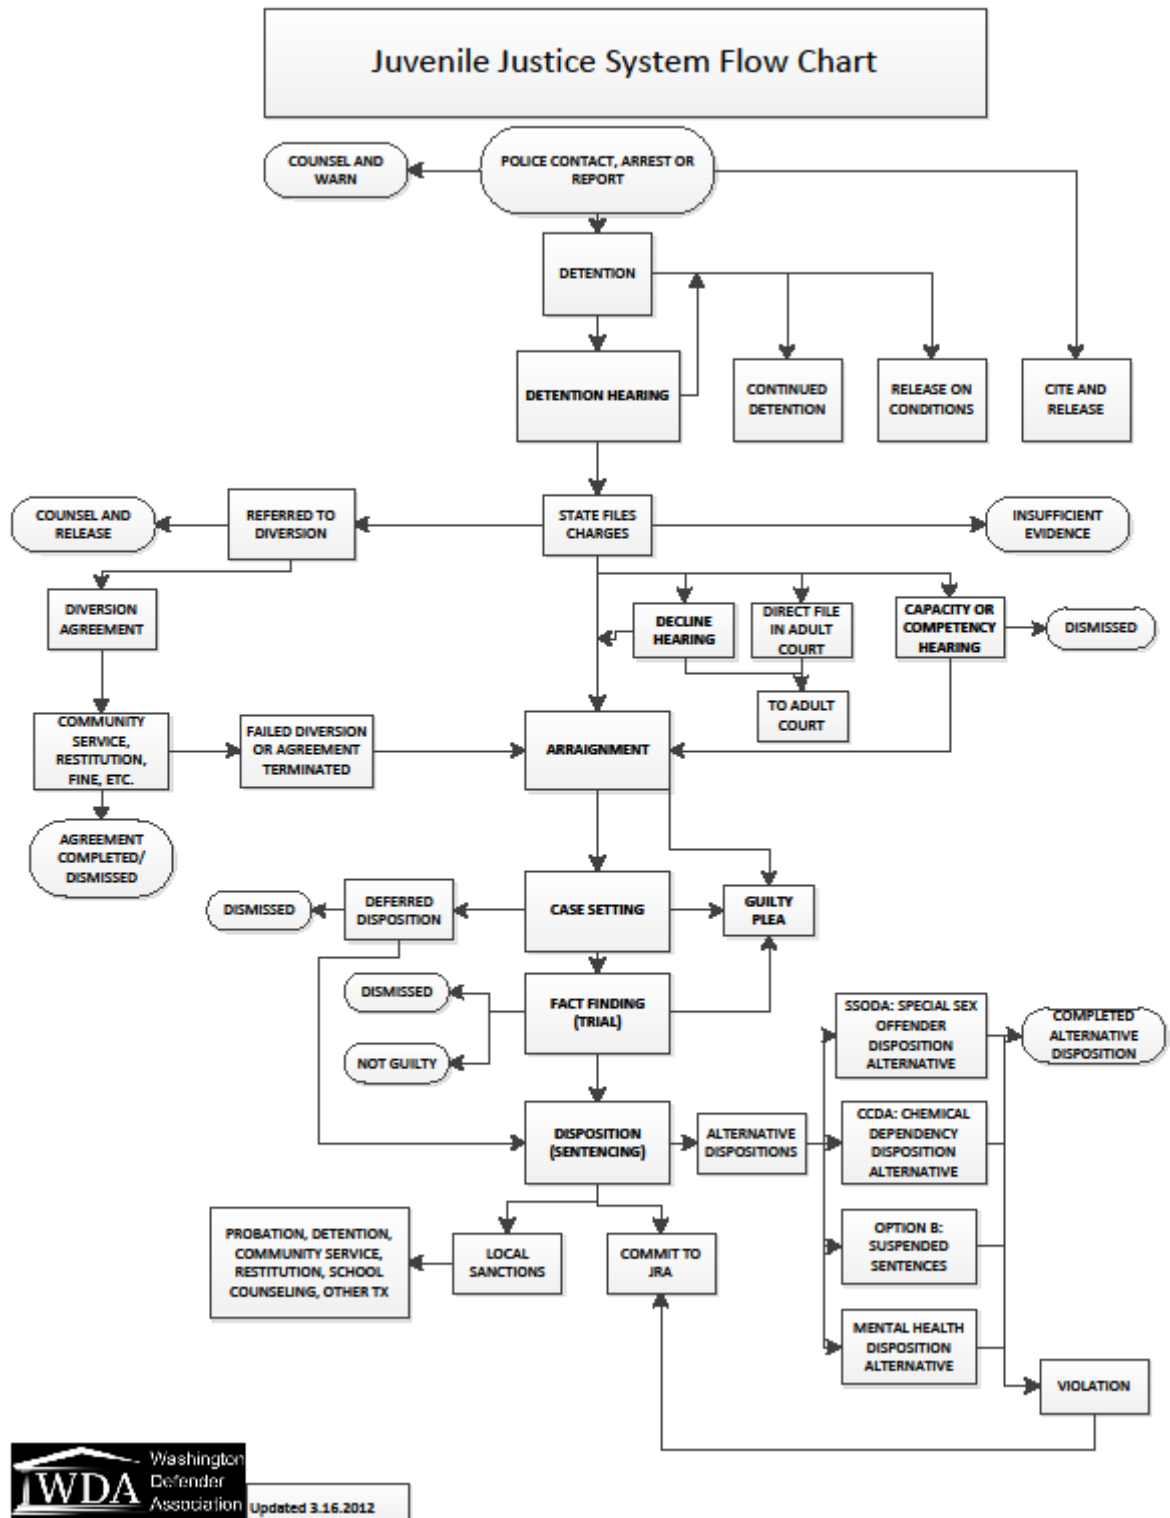 Juvenile Justice System Flow Chart
COUNSEL AND
WARN
POLICE CONTACT, ARREST OR
REPORT
DETENTION
DETENTION HEARING
CONTINUED
DETENTION
RELEASE ON
CONDITIONS
CITE AND
RELEASE
COUNSEL AND
RELEASE
REFERRED TO
DIVERSION
STATE FILES
CHARGES
INSUFFICIENT
EVIDENCE
DIVERSION
AGREEMENT
DECLINE
HEARING
DIRECT FILE
IN ADULT
COURT
CAPACITY OR
COMPETENCY
HEARING
DISMISSED
TO ADULT
COURT
COMMUNITY
SERVICE,
RESTITUTION,
FINE, ETC.
FAILED DIVERSION
OR AGREEMENT
TERMINATED
ARRAIGNMENT
AGREEMENT
COMPLETED/
DISMISSED
DISMISSED
DEFERRED
DISPOSITION
CASE SETTING
GUILTY
PLEA
DISMISSED
NOT GUILTY
FACT FINDING
(TRIAL)
SSODA: SPECIAL SEX
OFFENDER
DISPOSITION
ALTERNATIVE
COMPLETED
ALTERNATIVE
DISPOSITION
DISPOSITION
(SENTENCING)
ALTERNATIVE
DISPOSITIONS
CCDA: CHEMICAL
DEPENDENCY
DISPOSITION
ALTERNATIVE
PROBATION, DETENTION,
COMMUNITY SERVICE,
RESTITUTION, SCHOOL
COUNSELING, OTHER TX
LOCAL
SANCTIONS
COMMIT TO
JRA
OPTION B:
SUSPENDED
SENTENCES
MENTAL HEALTH
DISPOSITION
ALTERNATIVE
VIOLATION
WDA
Washington
Defender
Association
Updated 3.16.2012